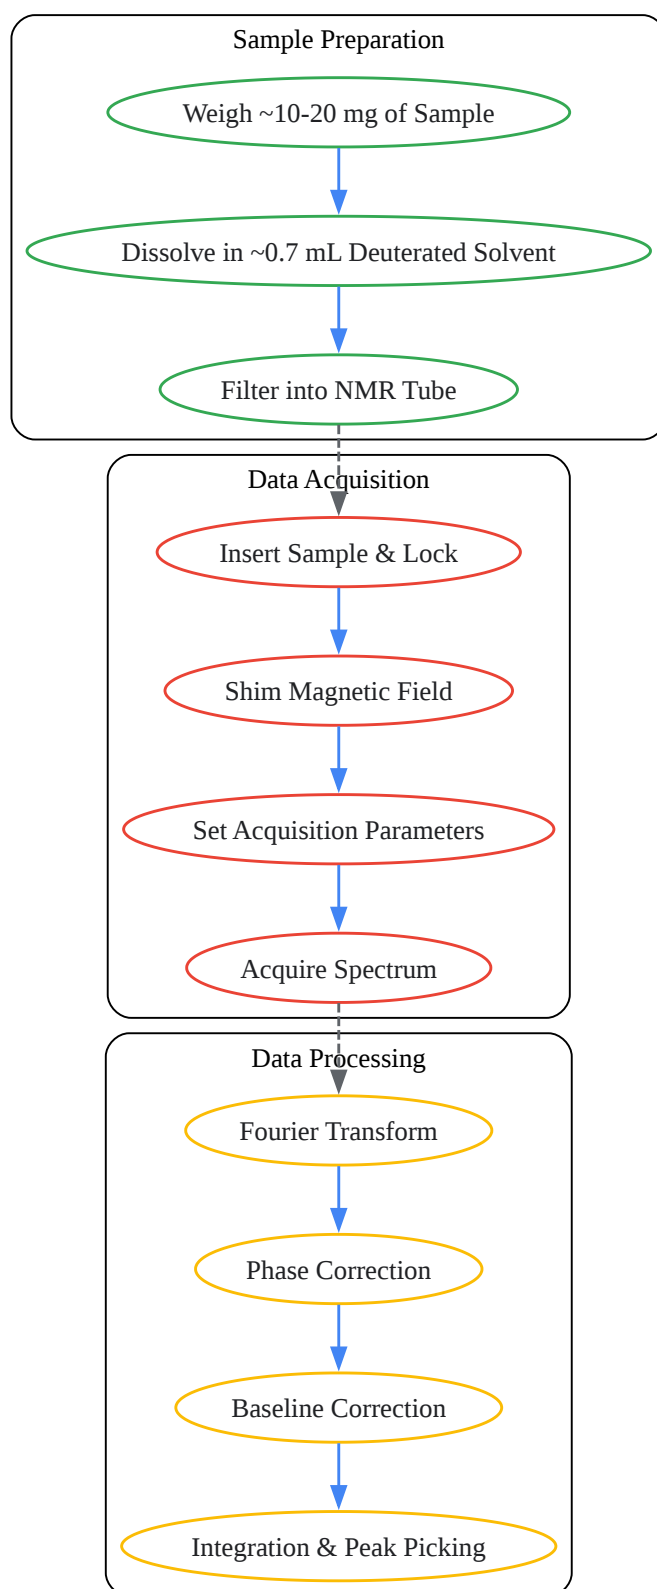 Sample Preparation
Weigh ~10-20 mg of Sample
Dissolve in ~0.7 mL Deuterated Solvent
Filter into NMR Tube
Data Acquisition
Insert Sample & Lock
Shim Magnetic Field
Set Acquisition Parameters
Acquire Spectrum
Data Processing
Fourier Transform
Phase Correction
Baseline Correction
Integration & Peak Picking